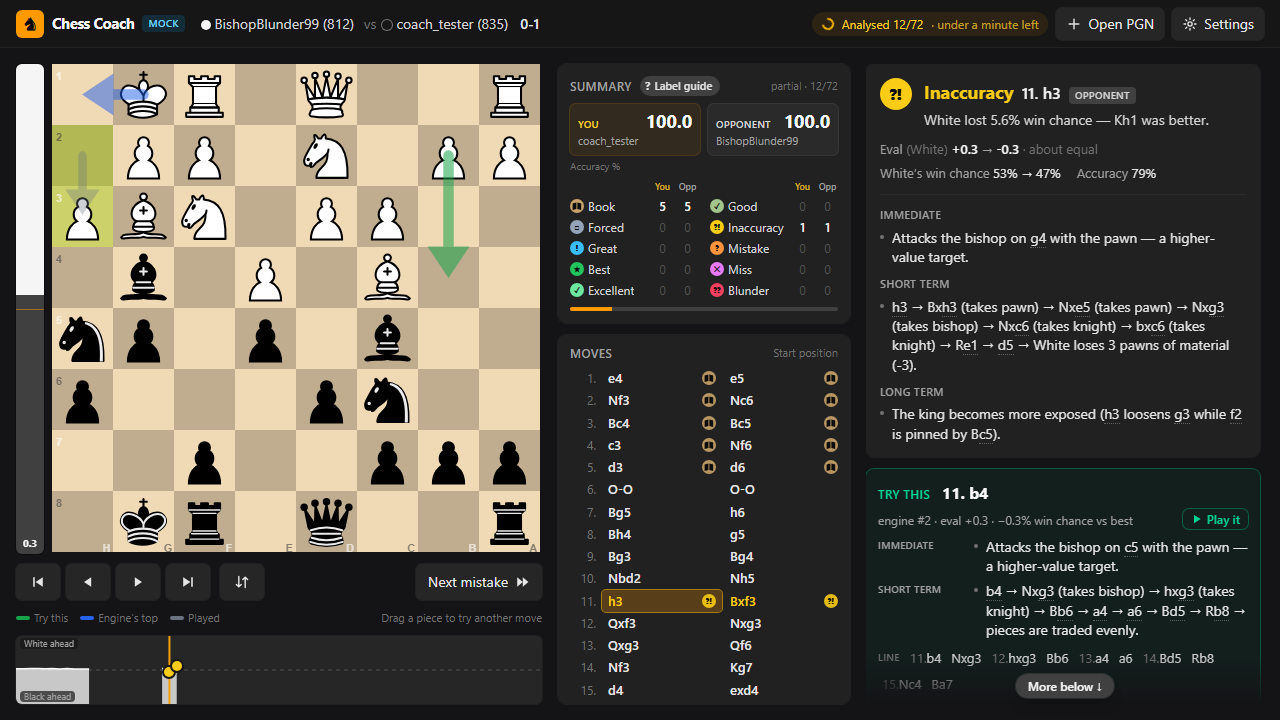 Chess Coach MOCK BishopBlunder99 (812) vs coach_tester (835) 0-1 Analysed 12/72 · under a minute left + Open PGN Settings
1
2
3
4
5
6
7
8
H G F E D C B A
0.3
Next mistake
Try this Engine's top Played Drag a piece to try another move
White ahead
Black ahead
SUMMARY ? Label guide partial · 12/72
YOU 100.0 OPPONENT 100.0
coach_tester BishopBlunder99
Accuracy %
You Opp You Opp
Book 5 5 Good 0 0
Forced 0 0 Inaccuracy 1 1
Great 0 0 Mistake 0 0
Best 0 0 Miss 0 0
Excellent 0 0 Blunder 0 0
MOVES Start position
1. e4 e5
2. Nf3 Nc6
3. Bc4 Bc5
4. c3 Nf6
5. d3 d6
6. O-O O-O
7. Bg5 h6
8. Bh4 g5
9. Bg3 Bg4
10. Nbd2 Nh5
11. h3 ?! Bxf3 ?!
12. Qxf3 Nxg3
13. Qxg3 Qf6
14. Nf3 Kg7
15. d4 exd4
?! Inaccuracy 11. h3 OPPONENT
White lost 5.6% win chance — Kh1 was better.
Eval (White) +0.3 → -0.3 · about equal
White's win chance 53% → 47% Accuracy 79%
IMMEDIATE
• Attacks the bishop on g4 with the pawn — a higher-
value target.
SHORT TERM
• h3 → Bxh3 (takes pawn) → Nxe5 (takes pawn) → Nxg3
(takes bishop) → Nxc6 (takes knight) → bxc6 (takes
knight) → Re1 → d5 → White loses 3 pawns of material
(-3).
LONG TERM
• The king becomes more exposed (h3 loosens g3 while f2
is pinned by Bc5).
TRY THIS 11. b4
engine #2 · eval +0.3 · −0.3% win chance vs best Play it
IMMEDIATE • Attacks the bishop on c5 with the pawn —
a higher-value target.
SHORT TERM • b4 → Nxg3 (takes bishop) → hxg3 (takes
knight) → Bb6 → a4 → a6 → Bd5 → Rb8 →
pieces are traded evenly.
LINE 11.b4 Nxg3 12.hxg3 Bb6 13.a4 a6 14.Bd5 Rb8
15.Nc4 Ba7
More below ↓